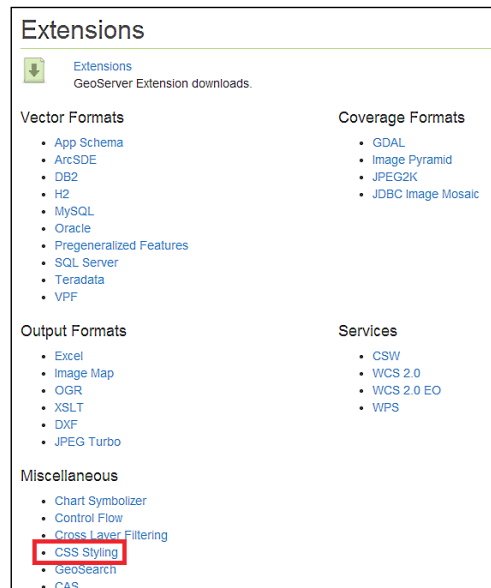 Extensions
Extensions
GeoServer Extension downloads.
Vector Formats
App Schema
ArcSDE
DB2
H2
MySQL
Oracle
Pregeneralized Features
SQL Server
Teradata
VPF
Coverage Formats
GDAL
Image Pyramid
JPEG2K
JDBC Image Mosaic
Output Formats
Excel
Image Map
OGR
XSLT
DXF
JPEG Turbo
Services
CSW
WCS 2.0
WCS 2.0 EO
WPS
Miscellaneous
Chart Symbolizer
Control Flow
Cross Layer Filtering
CSS Styling
GeoSearch
CAS